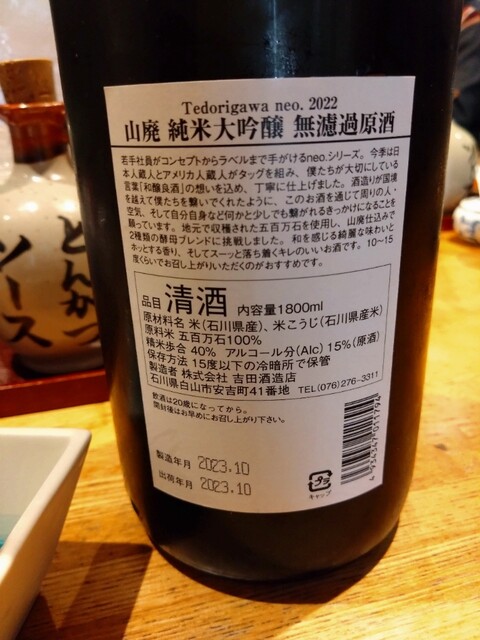 Tedorigawa neo. 2022
山廃 純米大吟醸 無濾過原酒
若手社員がコンセプトからラベルまで手がけるneo.シリーズ。今季は日
本人蔵人とアメリカ人蔵人がタッグを組み、僕たちが大切にしている
言葉「和醸良酒」の想いを込め、丁寧に仕上げました。酒造りが国境
を越えて僕たちを繋いでくれたように、このお酒を通じて周りの人・
空気、そして自分自身など何かと少しでも繋がれるきっかけになることを
願っています。地元で収穫された五百万石を使用し、山廃仕込みで
2種類の酵母ブレンドに挑戦しました。和を感じる綺麗な味わいと
ホッとする香り、そしてスーッと落ち着くキレのいいお酒です。10〜15
度くらいでお召し上がりいただくのがおすすめです。
品目 清酒 内容量1800ml
原材料名 米(石川県産)、米こうじ(石川県産米)
原料米 五百万石100%
精米歩合 40% アルコール分(Alc) 15%(原酒)
保存方法 15度以下の冷暗所で保管
製造者 株式会社 吉田酒造店
石川県白山市安吉町41番地 TEL(076)276-3311
飲酒は20歳になってから。
開封後はお早めにお召し上がり下さい。
製造年月 2023.10
出荷年月 2023.10
4934347011794
タラ
キャップ
とんかつ
ソース